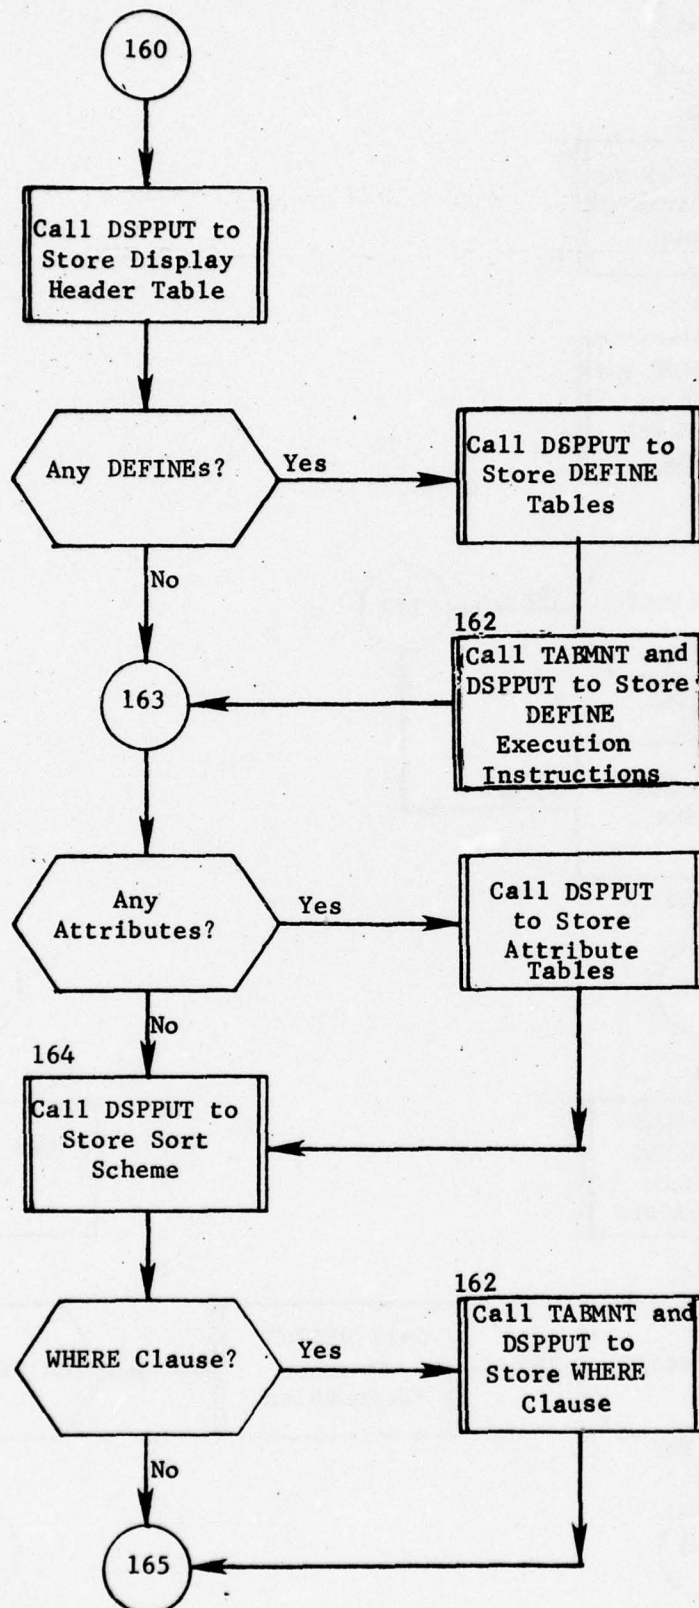 160
Call DSPPUT to
Store Display
Header Table
Any DEFINEs?
Yes
Call DSPPUT to
Store DEFINE
Tables
No
162
Call TABMNT and
DSPPUT to Store
DEFINE
Execution
Instructions
163
Any
Attributes?
Yes
Call DSPPUT
to Store
Attribute
Tables
No
164
Call DSPPUT to
Store Sort
Scheme
WHERE Clause?
Yes
162
Call TABMNT and
DSPPUT to
Store WHERE
Clause
No
165